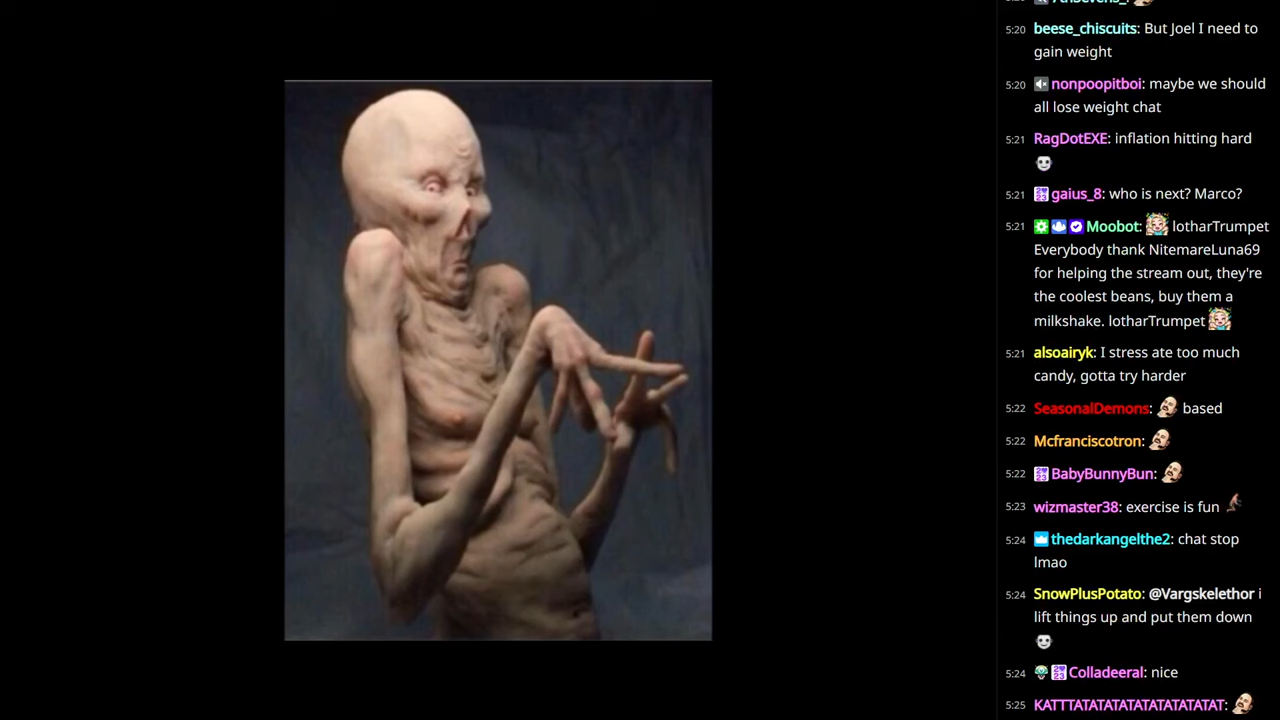 5:20 beese_chiscuits: But Joel I need to
gain weight
5:20 nonpoopitboi: maybe we should
all lose weight chat
5:21 RagDotEXE: inflation hitting hard
5:21 gaius_8: who is next? Marco?
5:21 Moobot: lotharTrumpet
Everybody thank NitemareLuna69
for helping the stream out, they're
the coolest beans, buy them a
milkshake. lotharTrumpet
5:21 alsoairyk: I stress ate too much
candy, gotta try harder
5:22 SeasonalDemons: based
5:22 Mcfranciscotron:
5:22 BabyBunnyBun:
5:23 wizmaster38: exercise is fun
5:24 thedarkangelthe2: chat stop
lmao
5:24 SnowPlusPotato: @Vargskelethor i
lift things up and put them down
5:24 Colladeeral: nice
5:25 KATTTATATATATATATATATAT: